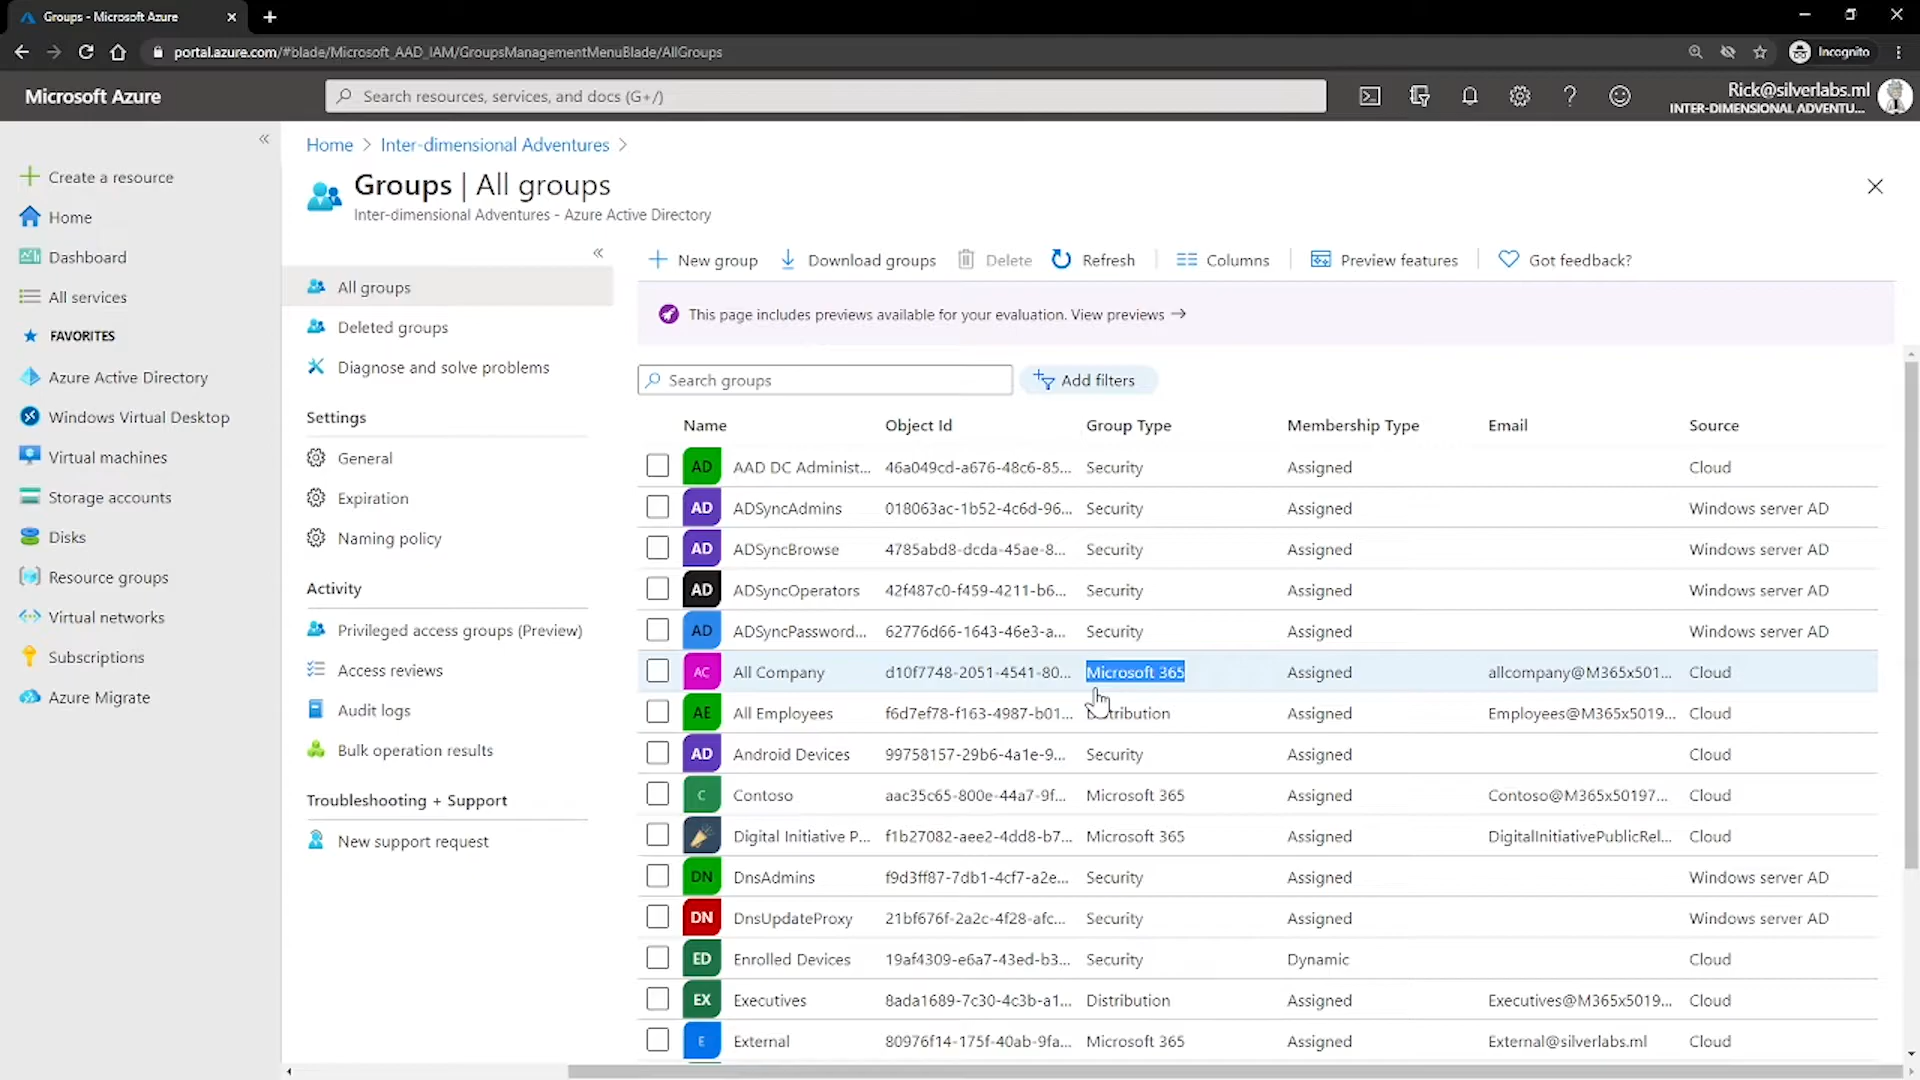 Groups - Microsoft Azure
portal.azure.com/#blade/Microsoft_AAD_IAM/GroupsManagementMenuBlade/AllGroups
Incognito
Microsoft Azure
Search resources, services, and docs (G+/)
Rick@silverlabs.ml
INTER-DIMENSIONAL ADVENTU...
Create a resource
Home
Dashboard
All services
FAVORITES
Azure Active Directory
Windows Virtual Desktop
Virtual machines
Storage accounts
Disks
Resource groups
Virtual networks
Subscriptions
Azure Migrate
Home > Inter-dimensional Adventures >
Groups | All groups
Inter-dimensional Adventures - Azure Active Directory
All groups
Deleted groups
Diagnose and solve problems
Settings
General
Expiration
Naming policy
Activity
Privileged access groups (Preview)
Access reviews
Audit logs
Bulk operation results
Troubleshooting + Support
New support request
New group Download groups Delete Refresh Columns Preview features Got feedback?
This page includes previews available for your evaluation. View previews →
Search groups Add filters
Name Object Id Group Type Membership Type Email Source
AD AAD DC Administ... 46a049cd-a676-48c6-85... Security Assigned Cloud
AD ADSyncAdmins 018063ac-1b52-4c6d-96... Security Assigned Windows server AD
AD ADSyncBrowse 4785abd8-dcda-45ae-8... Security Assigned Windows server AD
AD ADSyncOperators 42f487c0-f459-4211-b6... Security Assigned Windows server AD
AD ADSyncPassword... 62776d66-1643-46e3-a... Security Assigned Windows server AD
AC All Company d10f7748-2051-4541-80... Microsoft 365 Assigned allcompany@M365x501... Cloud
AE All Employees f6d7ef78-f163-4987-b01... Distribution Assigned Employees@M365x5019... Cloud
AD Android Devices 99758157-29b6-4a1e-9... Security Assigned Cloud
C Contoso aac35c65-800e-44a7-9f... Microsoft 365 Assigned Contoso@M365x50197... Cloud
Digital Initiative P... f1b27082-aee2-4dd8-b7... Microsoft 365 Assigned DigitalInitiativePublicRel... Cloud
DN DnsAdmins f9d3ff87-7db1-4cf7-a2e... Security Assigned Windows server AD
DN DnsUpdateProxy 21bf676f-2a2c-4f28-afc... Security Assigned Windows server AD
ED Enrolled Devices 19af4309-e6a7-43ed-b3... Security Dynamic Cloud
EX Executives 8ada1689-7c30-4c3b-a1... Distribution Assigned Executives@M365x5019... Cloud
E External 80976f14-175f-40ab-9fa... Microsoft 365 Assigned External@silverlabs.ml Cloud